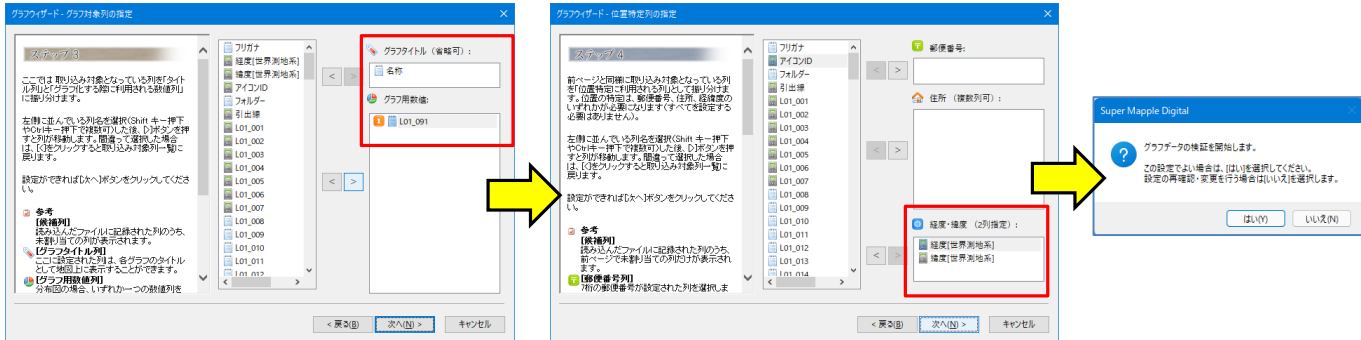 グラフウィザード - グラフ対象列の指定
ステップ 3
ここでは 取り込み対象となっている列を「タイト
ル列」と「グラフ化する際に利用される数値列」
に振り分けます。
左側に並んでいる列名を選択(Shift キー押下
やCtrlキー押下で複数可)した後、[>]ボタンを押
すと列が移動します。間違って選択した場合
は、[<]をクリックすると取り込み対象列一覧に
戻ります。
設定ができれば[次へ]ボタンをクリックしてくださ
い。
参考
[候補列]
読み込んだファイルに記録された列のうち、
未割り当ての列が表示されます。
[グラフタイトル列]
ここに設定された列は、各グラフのタイトル
として地図上に表示することができます。
[グラフ用数値列]
分布図の場合、いずれか一つの数値列を
フリガナ
経度[世界測地系]
緯度[世界測地系]
アイコンID
フォルダー
引出線
L01_001
L01_002
L01_003
L01_004
L01_005
L01_006
L01_007
L01_008
L01_009
L01_010
L01_011
L01_012
< >
< >
グラフタイトル (省略可) :
名称
グラフ用数値:
1 L01_091
< 戻る(B)
次へ(N) >
キャンセル
グラフウィザード - 位置特定列の指定
ステップ 4
前ページと同様に取り込み対象となっている列
を「位置特定に利用される列」として振り分けま
す。位置の特定は、郵便番号、住所、経緯度の
いずれかが必要になります(すべてを設定する
必要はありません)。
左側に並んでいる列名を選択(Shift キー押下
やCtrlキー押下で複数可)した後、[>]ボタンを押
すと列が移動します。間違って選択した場合
は、[<]をクリックすると取り込み対象列一覧に
戻ります。
設定ができれば[次へ]ボタンをクリックしてくださ
い。
参考
[候補列]
読み込んだファイルに記録された列のうち、
前ページで未割り当ての列だけが表示され
ます。
[郵便番号列]
7桁の郵便番号が設定された列を選択しま
フリガナ
アイコンID
フォルダー
引出線
L01_001
L01_002
L01_003
L01_004
L01_005
L01_006
L01_007
L01_008
L01_009
L01_010
L01_011
L01_012
L01_013
L01_014
< >
< >
< >
郵便番号:
住所 (複数列可) :
経度・緯度 (2列指定) :
経度[世界測地系]
緯度[世界測地系]
< 戻る(B)
次へ(N) >
キャンセル
Super Mapple Digital
グラフデータの検証を開始します。
この設定でよい場合は、[はい]を選択してください。
設定の再確認・変更を行う場合は[いいえ]を選択します。
はい(Y)
いいえ(N)